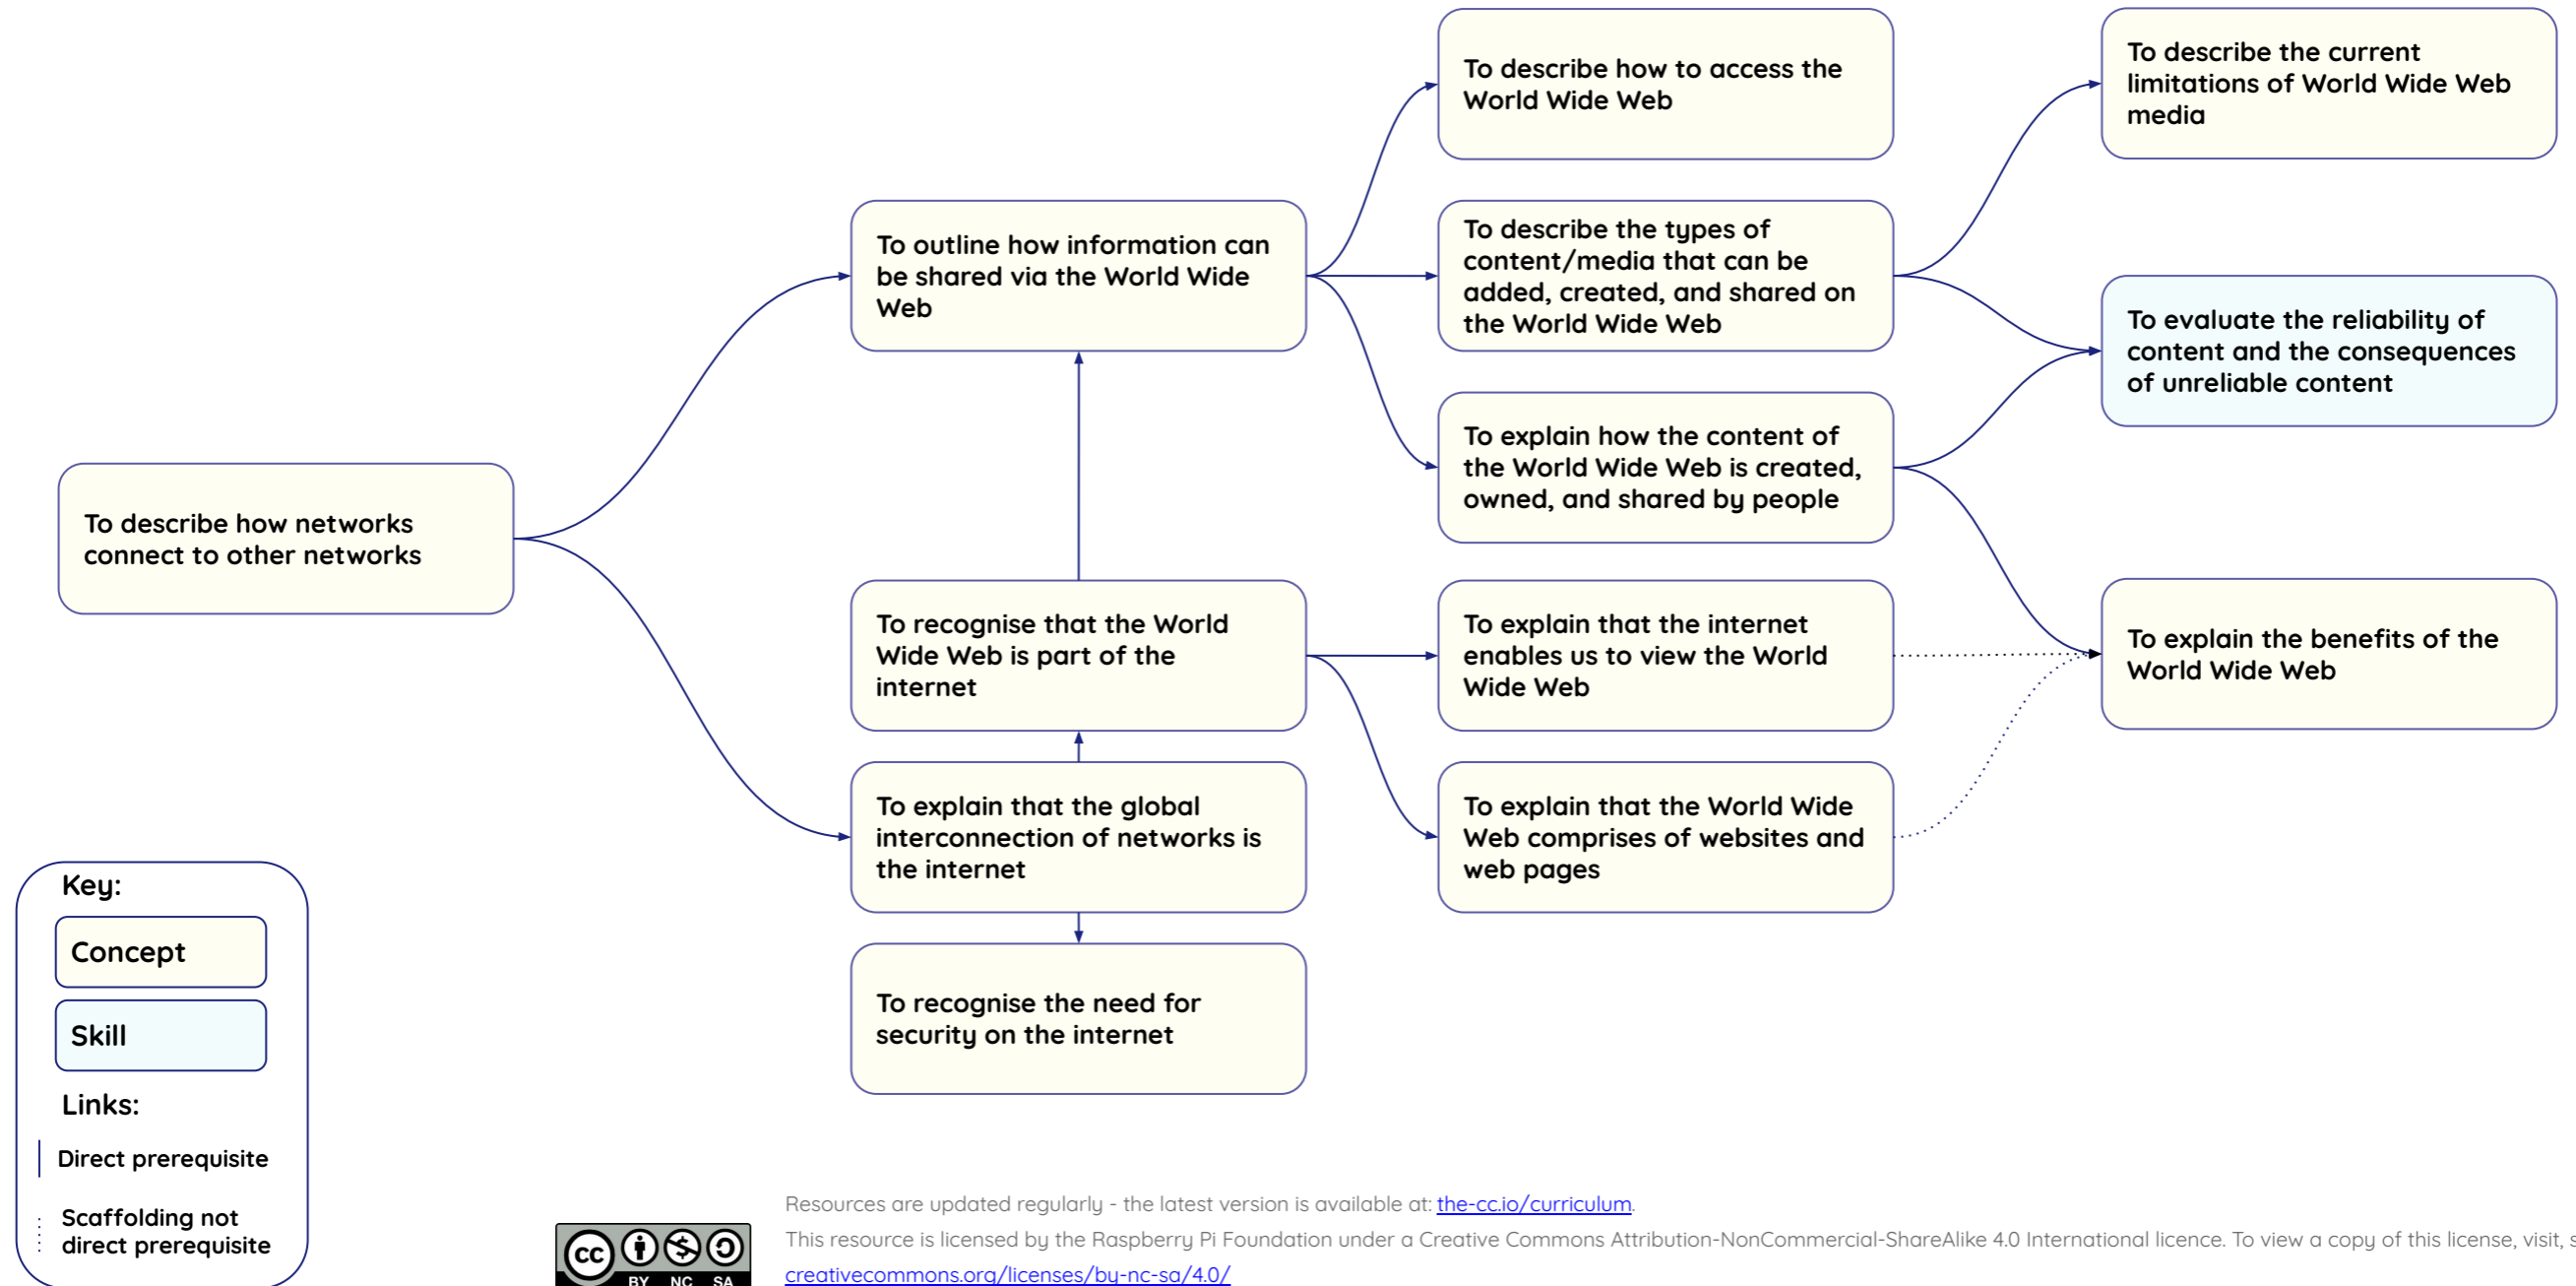 To describe how networks
connect to other networks
To outline how information can
be shared via the World Wide
Web
To recognise that the World
Wide Web is part of the
internet
To explain that the global
interconnection of networks is
the internet
To recognise the need for
security on the internet
To describe how to access the
World Wide Web
To describe the types of
content/media that can be
added, created, and shared on
the World Wide Web
To explain how the content of
the World Wide Web is created,
owned, and shared by people
To explain that the internet
enables us to view the World
Wide Web
To explain that the World Wide
Web comprises of websites and
web pages
To describe the current
limitations of World Wide Web
media
To evaluate the reliability of
content and the consequences
of unreliable content
To explain the benefits of the
World Wide Web
Key:
Concept
Skill
Links:
Direct prerequisite
Scaffolding not
direct prerequisite
cc
BY NC SA
Resources are updated regularly - the latest version is available at: the-cc.io/curriculum.
This resource is licensed by the Raspberry Pi Foundation under a Creative Commons Attribution-NonCommercial-ShareAlike 4.0 International licence. To view a copy of this license, visit,
creativecommons.org/licenses/by-nc-sa/4.0/